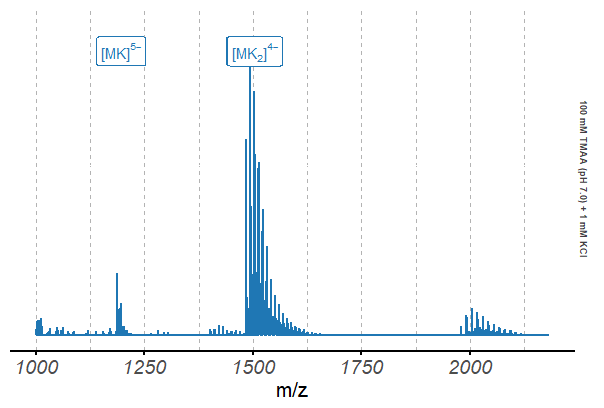 [MK]⁵⁻
[MK₂]⁴⁻
100 mM TMAA (pH 7.0) + 1 mM KCl
1000 1250 1500 1750 2000
m/z